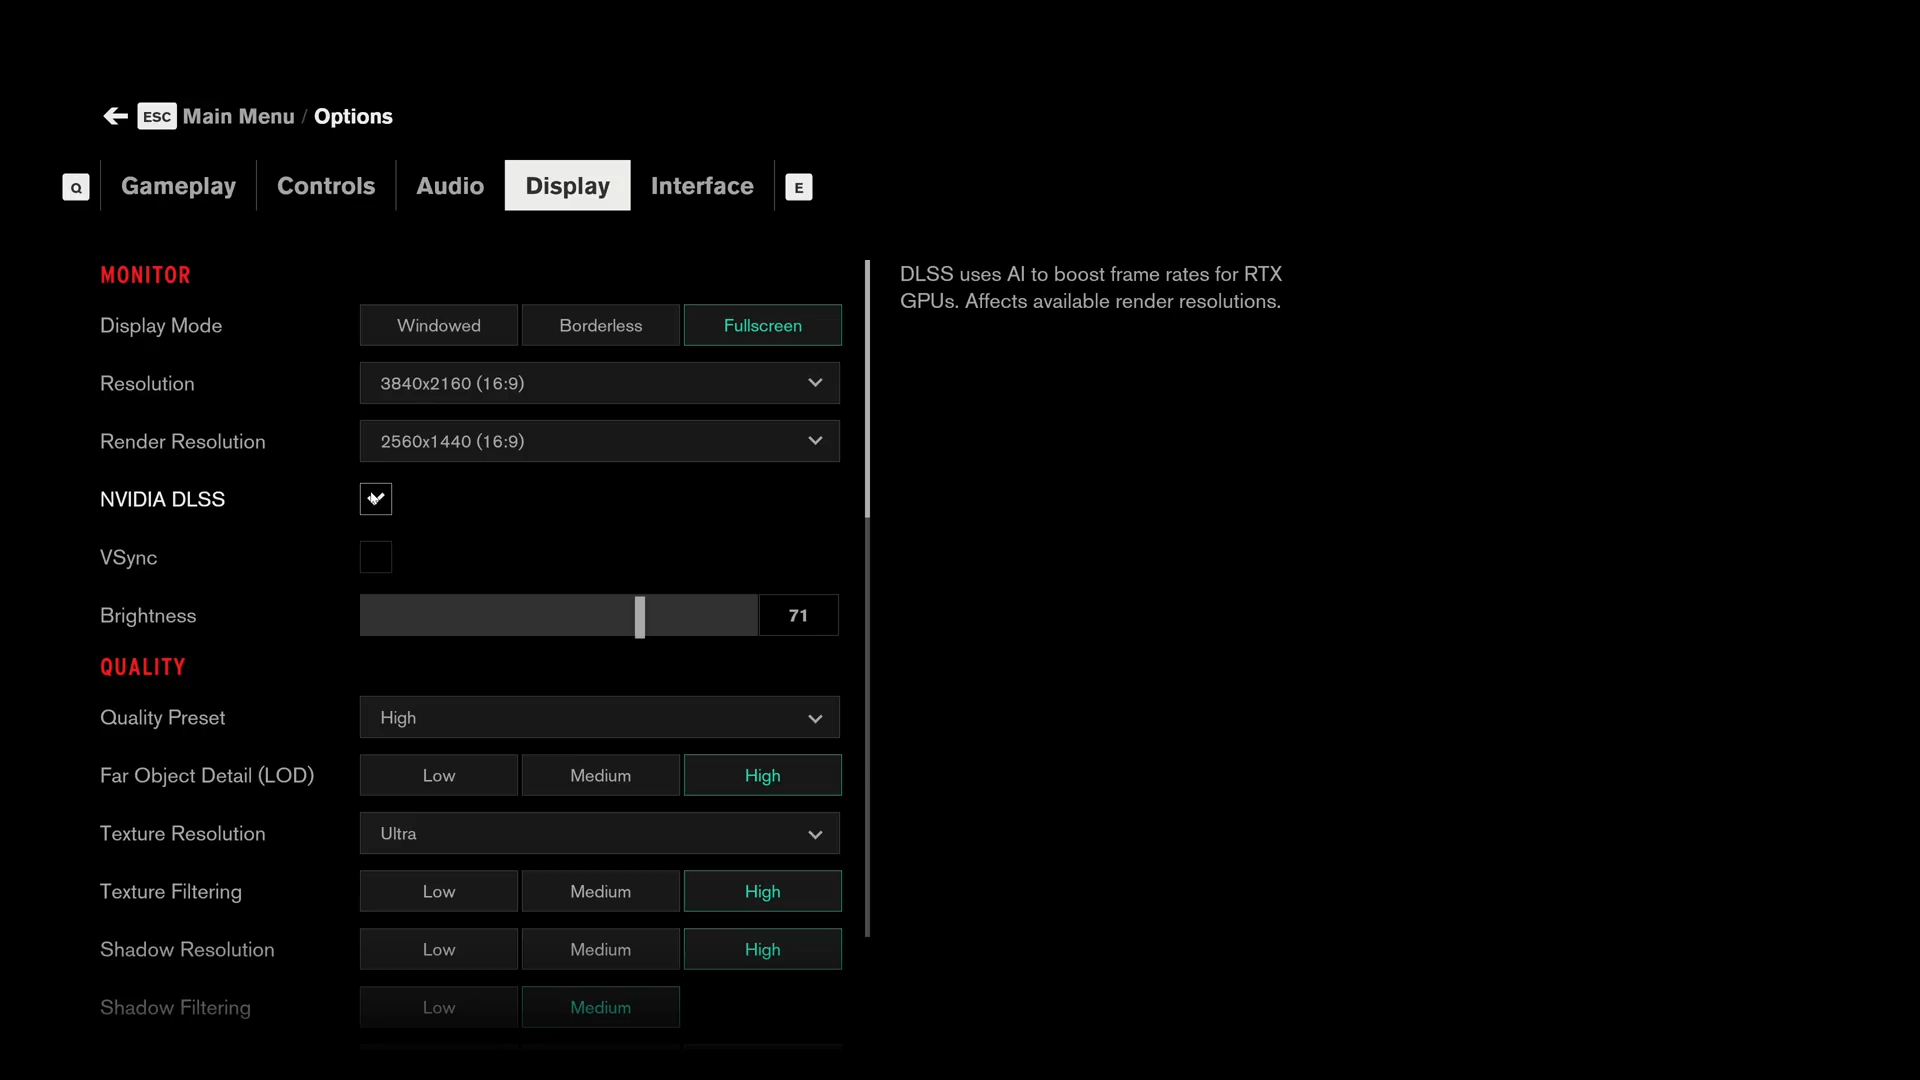 ESC Main Menu / Options
Q Gameplay Controls Audio Display Interface E
MONITOR
Display Mode Windowed Borderless Fullscreen
Resolution 3840x2160 (16:9)
Render Resolution 2560x1440 (16:9)
NVIDIA DLSS
VSync
Brightness 71
QUALITY
Quality Preset High
Far Object Detail (LOD) Low Medium High
Texture Resolution Ultra
Texture Filtering Low Medium High
Shadow Resolution Low Medium High
Shadow Filtering Low Medium
DLSS uses AI to boost frame rates for RTX
GPUs. Affects available render resolutions.